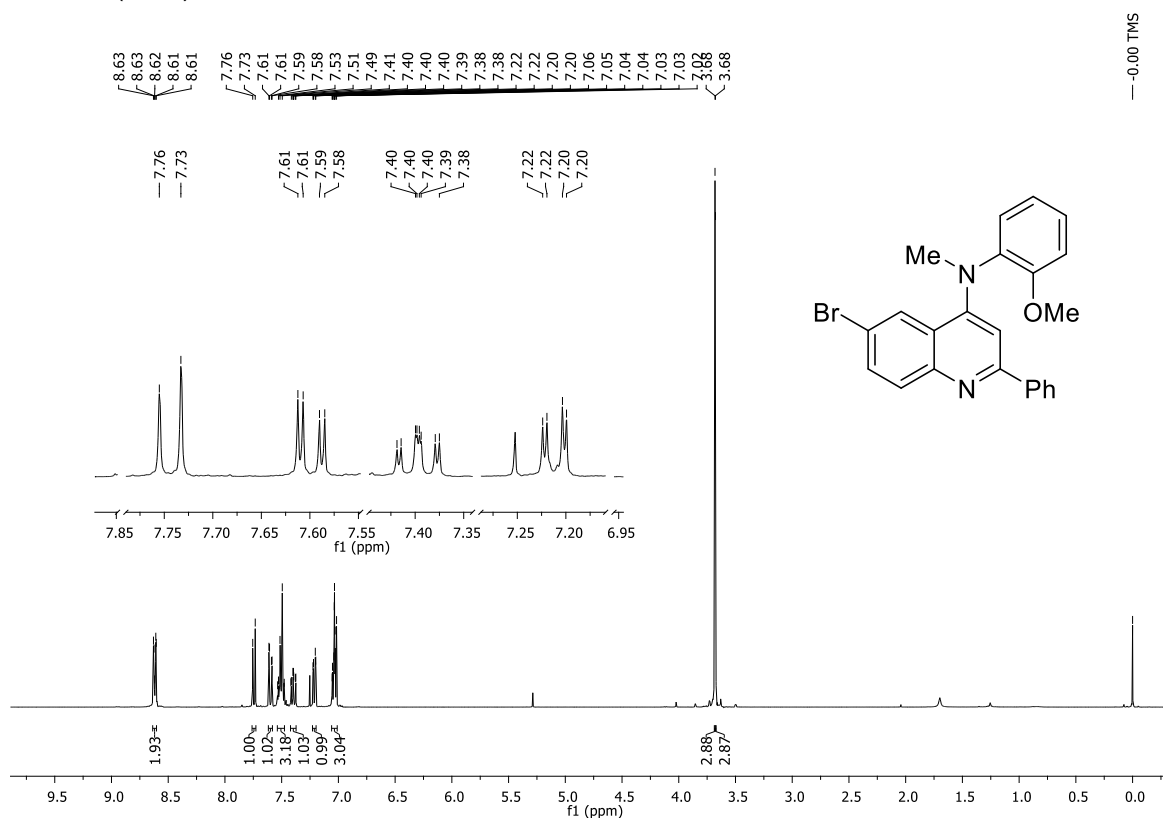 8.63 8.63 8.62 8.61 8.61 7.76 7.73 7.61 7.61 7.59 7.58 7.53 7.51 7.49 7.41 7.40 7.40 7.40 7.39 7.38 7.38 7.22 7.22 7.20 7.20 7.06 7.05 7.04 7.04 7.03 7.03 7.02 3.68 3.68
-0.00 TMS
7.76 7.73 7.61 7.61 7.59 7.58 7.40 7.40 7.40 7.39 7.38 7.22 7.22 7.20 7.20
Me
N
OMe
Br
N
Ph
7.85 7.75 7.70 7.65 7.60 7.55 7.40 7.35 7.25 7.20 6.95
f1 (ppm)
1.93 1.00 1.02 3.18 1.03 0.99 3.04 2.88 2.87
9.5 9.0 8.5 8.0 7.5 7.0 6.5 6.0 5.5 5.0 4.5 4.0 3.5 3.0 2.5 2.0 1.5 1.0 0.5 0.0
f1 (ppm)